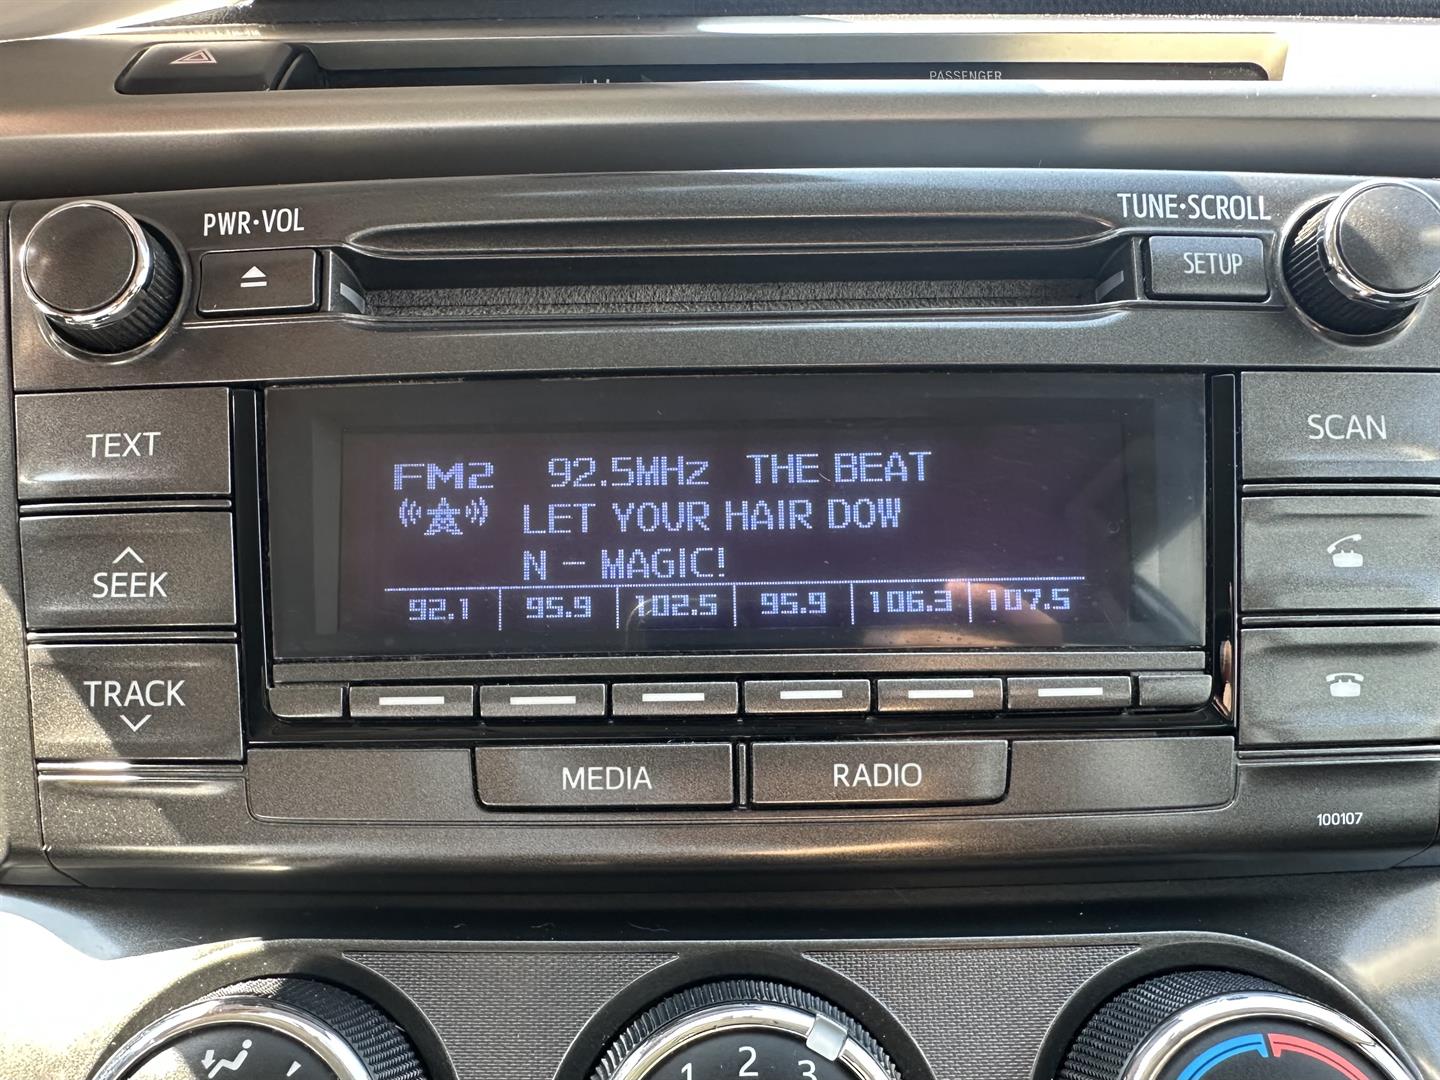 PASSENGER
PWR·VOL
TUNE·SCROLL
SETUP
TEXT
SCAN
FM2 92.5MHz THE BEAT
LET YOUR HAIR DOW
N - MAGIC!
92.1 95.9 102.5 95.9 106.3 107.5
SEEK
TRACK
MEDIA
RADIO
100107
1 2 3